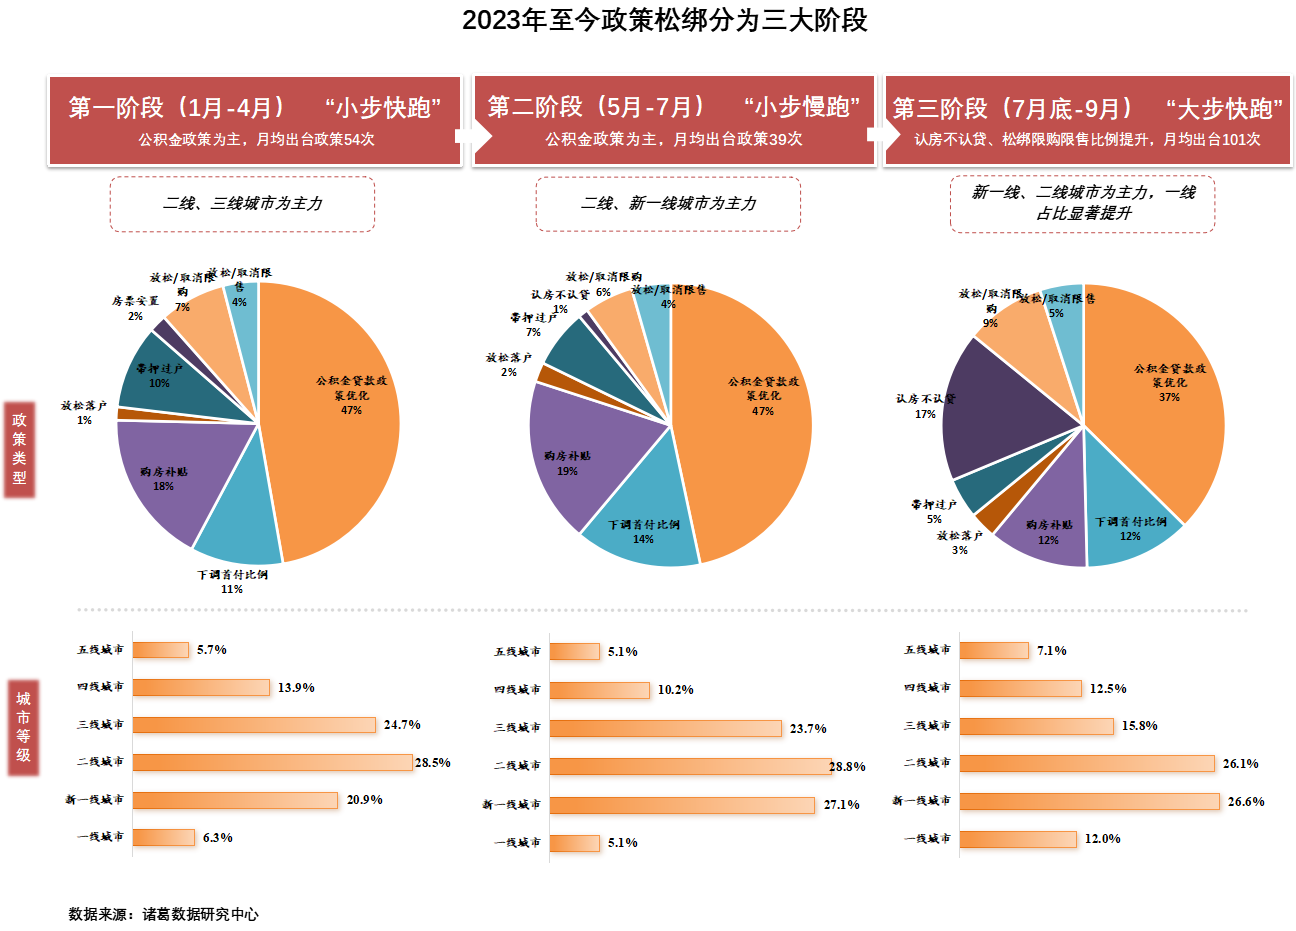 2023年至今政策松绑分为三大阶段
第一阶段（1月-4月） “小步快跑”
公积金政策为主，月均出台政策54次
第二阶段（5月-7月） “小步慢跑”
公积金政策为主，月均出台政策39次
第三阶段（7月底-9月） “大步快跑”
认房不认贷、松绑限购限售比例提升，月均出台101次
二线、三线城市为主力
二线、新一线城市为主力
新一线、二线城市为主力，一线
占比显著提升
政策类型
放松/取消限
售
4%
放松/取消限
购
7%
房票安置
2%
带押过户
10%
放松落户
1%
购房补贴
18%
下调首付比例
11%
公积金贷款政
策优化
47%
放松/取消限购
6%
放松/取消限售
4%
认房不认贷
1%
带押过户
7%
放松落户
2%
购房补贴
19%
下调首付比例
14%
公积金贷款政
策优化
47%
放松/取消限
购
9%
放松/取消限售
5%
认房不认贷
17%
带押过户
5%
放松落户
3%
购房补贴
12%
下调首付比例
12%
公积金贷款政
策优化
37%
城市等级
五线城市 5.7%
四线城市 13.9%
三线城市 24.7%
二线城市 28.5%
新一线城市 20.9%
一线城市 6.3%
五线城市 5.1%
四线城市 10.2%
三线城市 23.7%
二线城市 28.8%
新一线城市 27.1%
一线城市 5.1%
五线城市 7.1%
四线城市 12.5%
三线城市 15.8%
二线城市 26.1%
新一线城市 26.6%
一线城市 12.0%
数据来源：诸葛数据研究中心